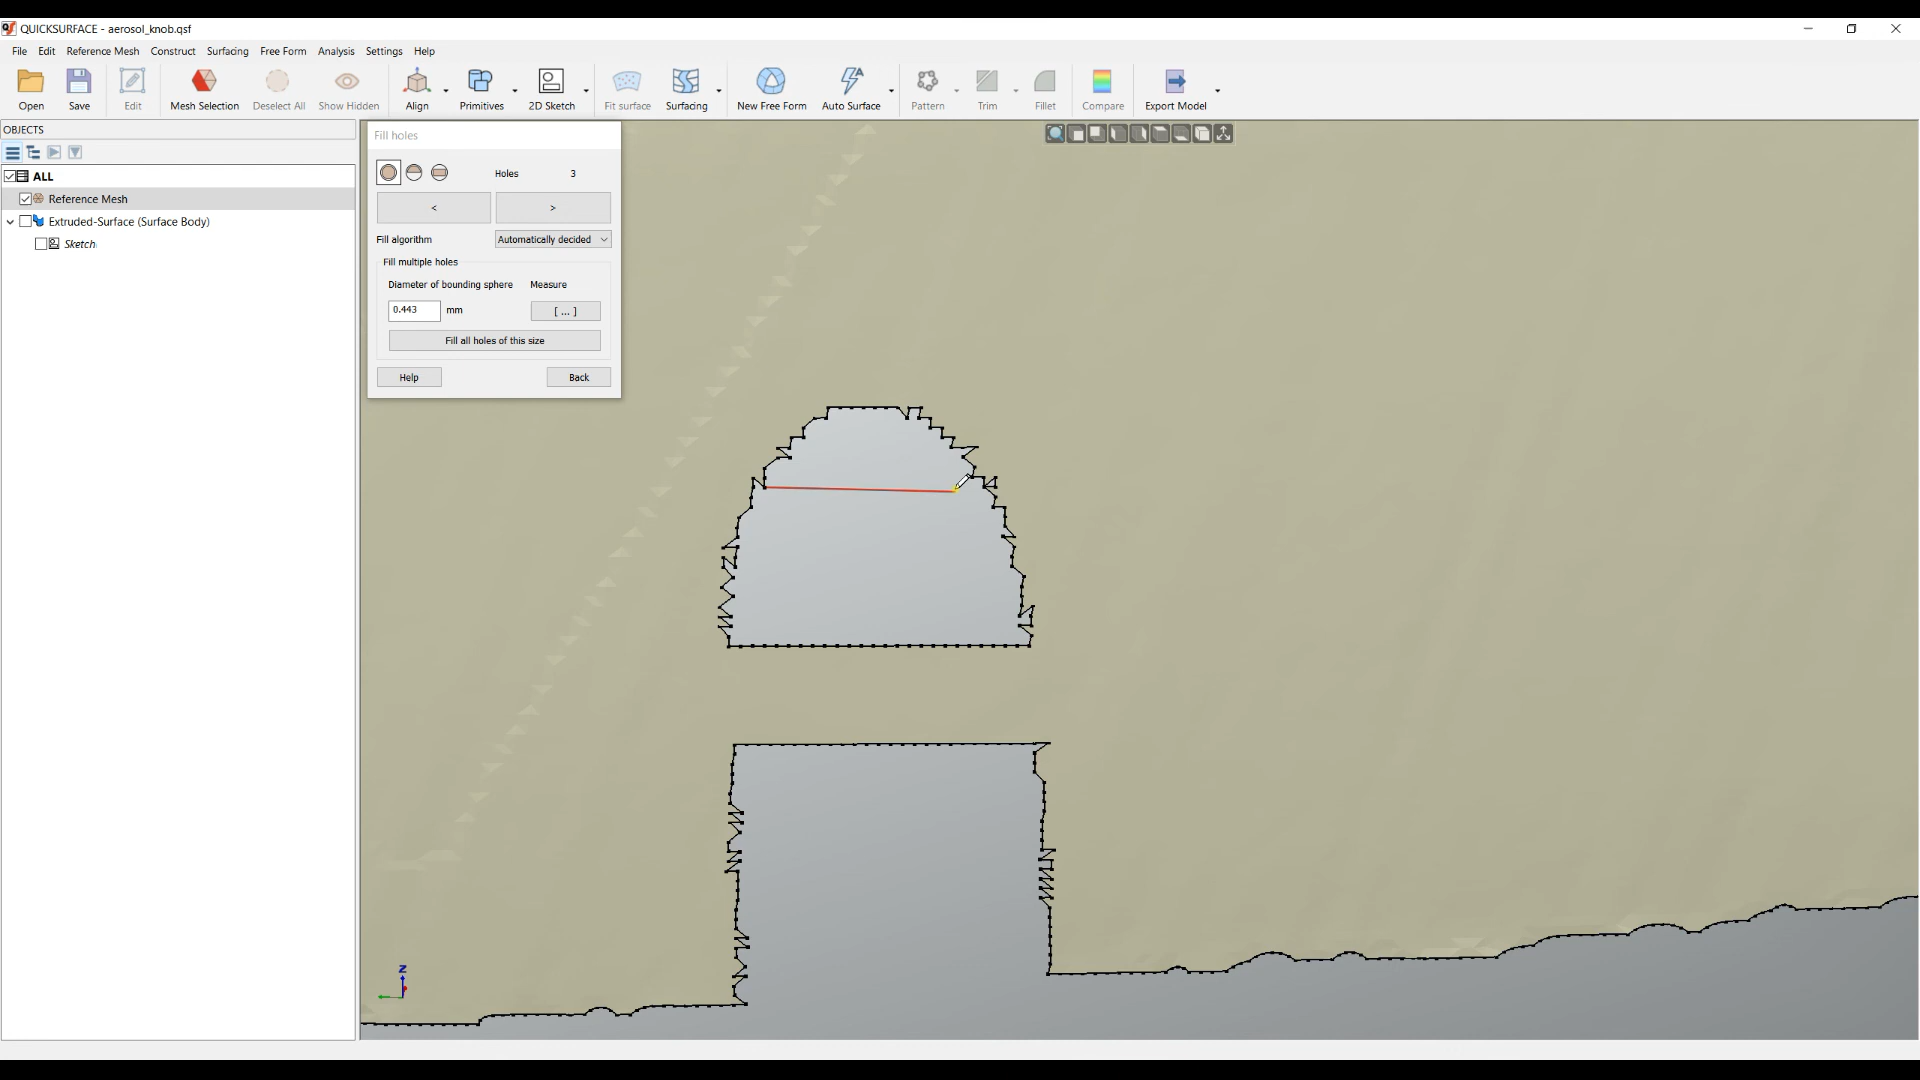 QUICKSURFACE - aerosol_knob.qsf
File Edit Reference Mesh Construct Surfacing Free Form Analysis Settings Help
Open Save Edit Mesh Selection Deselect All Show Hidden Align Primitives 2D Sketch Fit surface Surfacing New Free Form Auto Surface Pattern Trim Fillet Compare Export Model
OBJECTS
ALL
Reference Mesh
Extruded-Surface (Surface Body)
Sketch
Fill holes
Holes 3
< >
Fill algorithm Automatically decided
Fill multiple holes
Diameter of bounding sphere Measure
0.443 mm [ ... ]
Fill all holes of this size
Help Back
Z